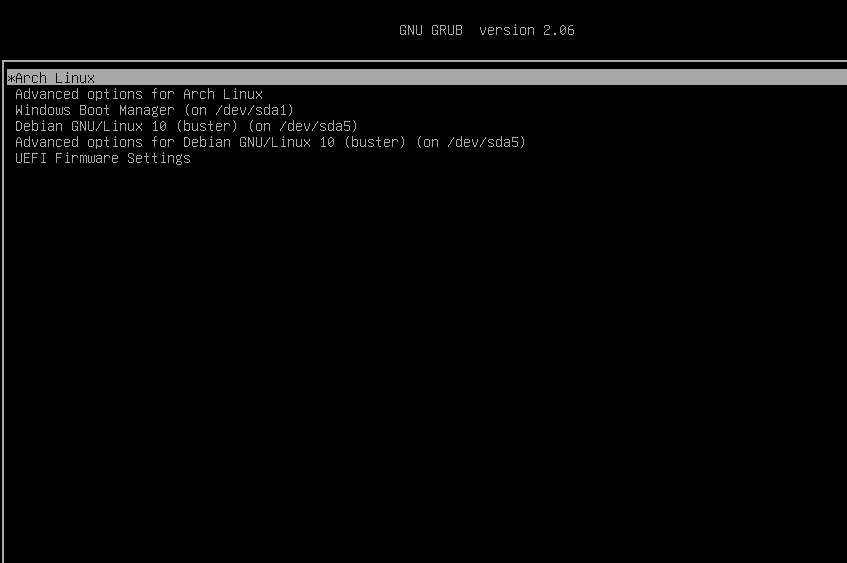 GNU GRUB  version 2.06
*Arch Linux
Advanced options for Arch Linux
Windows Boot Manager (on /dev/sda1)
Debian GNU/Linux 10 (buster) (on /dev/sda5)
Advanced options for Debian GNU/Linux 10 (buster) (on /dev/sda5)
UEFI Firmware Settings